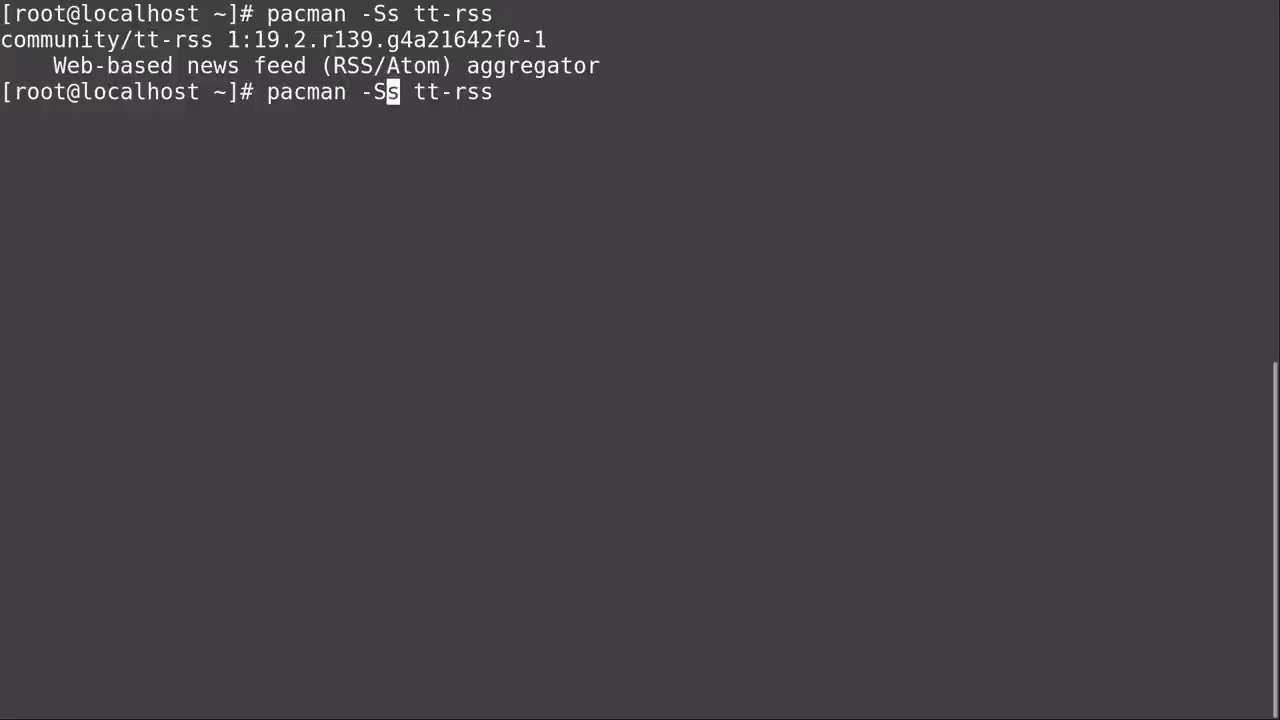 [root@localhost ~]# pacman -Ss tt-rss
community/tt-rss 1:19.2.r139.g4a21642f0-1
    Web-based news feed (RSS/Atom) aggregator
[root@localhost ~]# pacman -Ss tt-rss